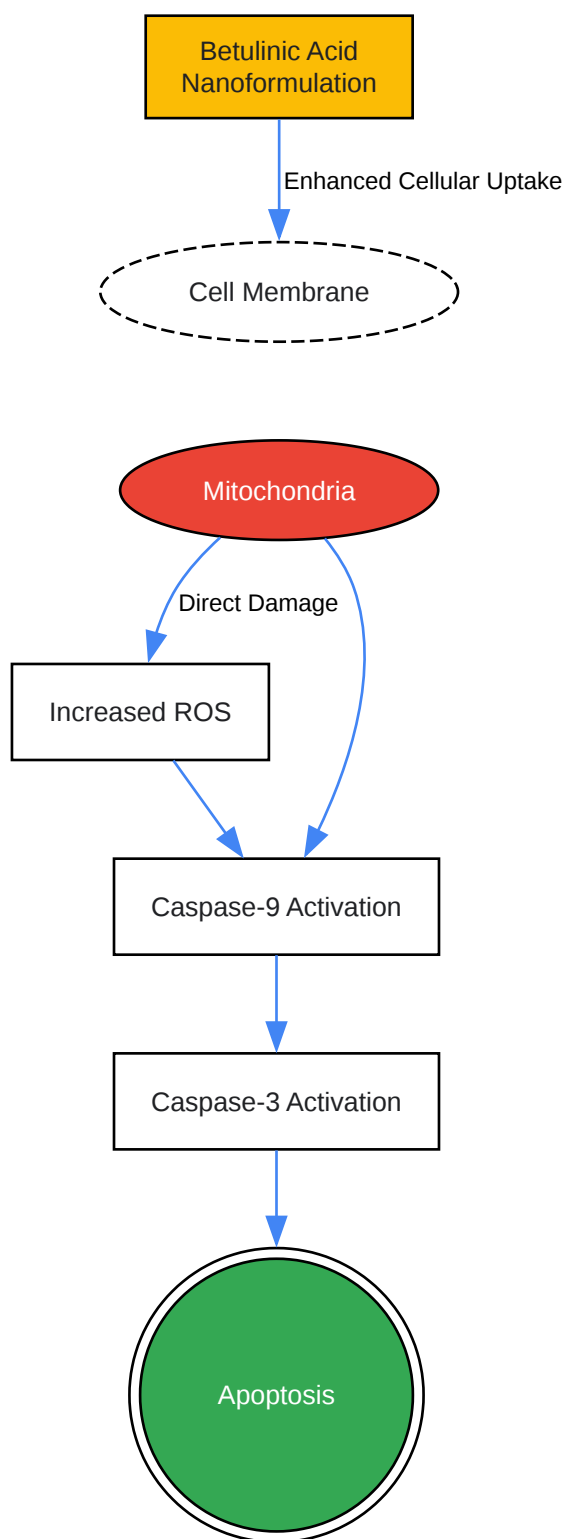 Betulinic Acid
Nanoformulation
Enhanced Cellular Uptake
Cell Membrane
Mitochondria
Direct Damage
Increased ROS
Caspase-9 Activation
Caspase-3 Activation
Apoptosis